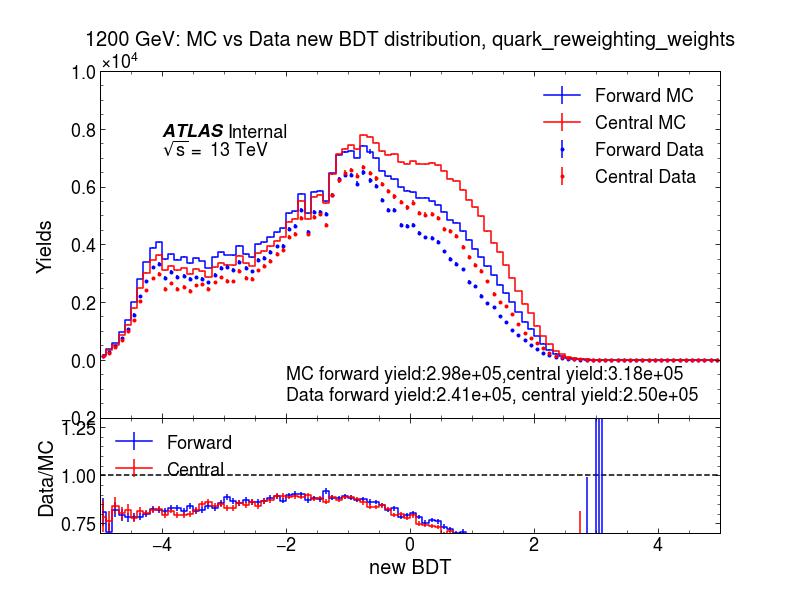 1200 GeV: MC vs Data new BDT distribution, quark_reweighting_weights
×10⁴
1.0
0.8
0.6
0.4
0.2
0.0
0.2
Yields
ATLAS Internal
√s = 13 TeV
Forward MC
Central MC
Forward Data
Central Data
MC forward yield:2.98e+05,central yield:3.18e+05
Data forward yield:2.41e+05, central yield:2.50e+05
1.25
1.00
0.75
Data/MC
Forward
Central
−4 −2 0 2 4
new BDT